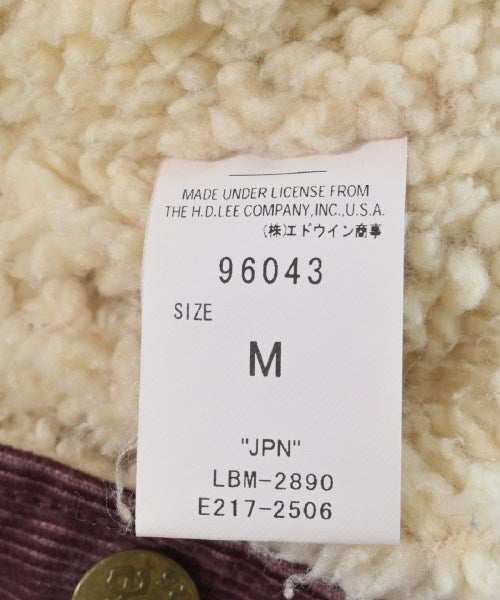 MADE UNDER LICENSE FROM
THE H.D.LEE COMPANY,INC.,U.S.A.
(株)エドウイン商事
96043
SIZE
M
"JPN"
LBM-2890
E217-2506